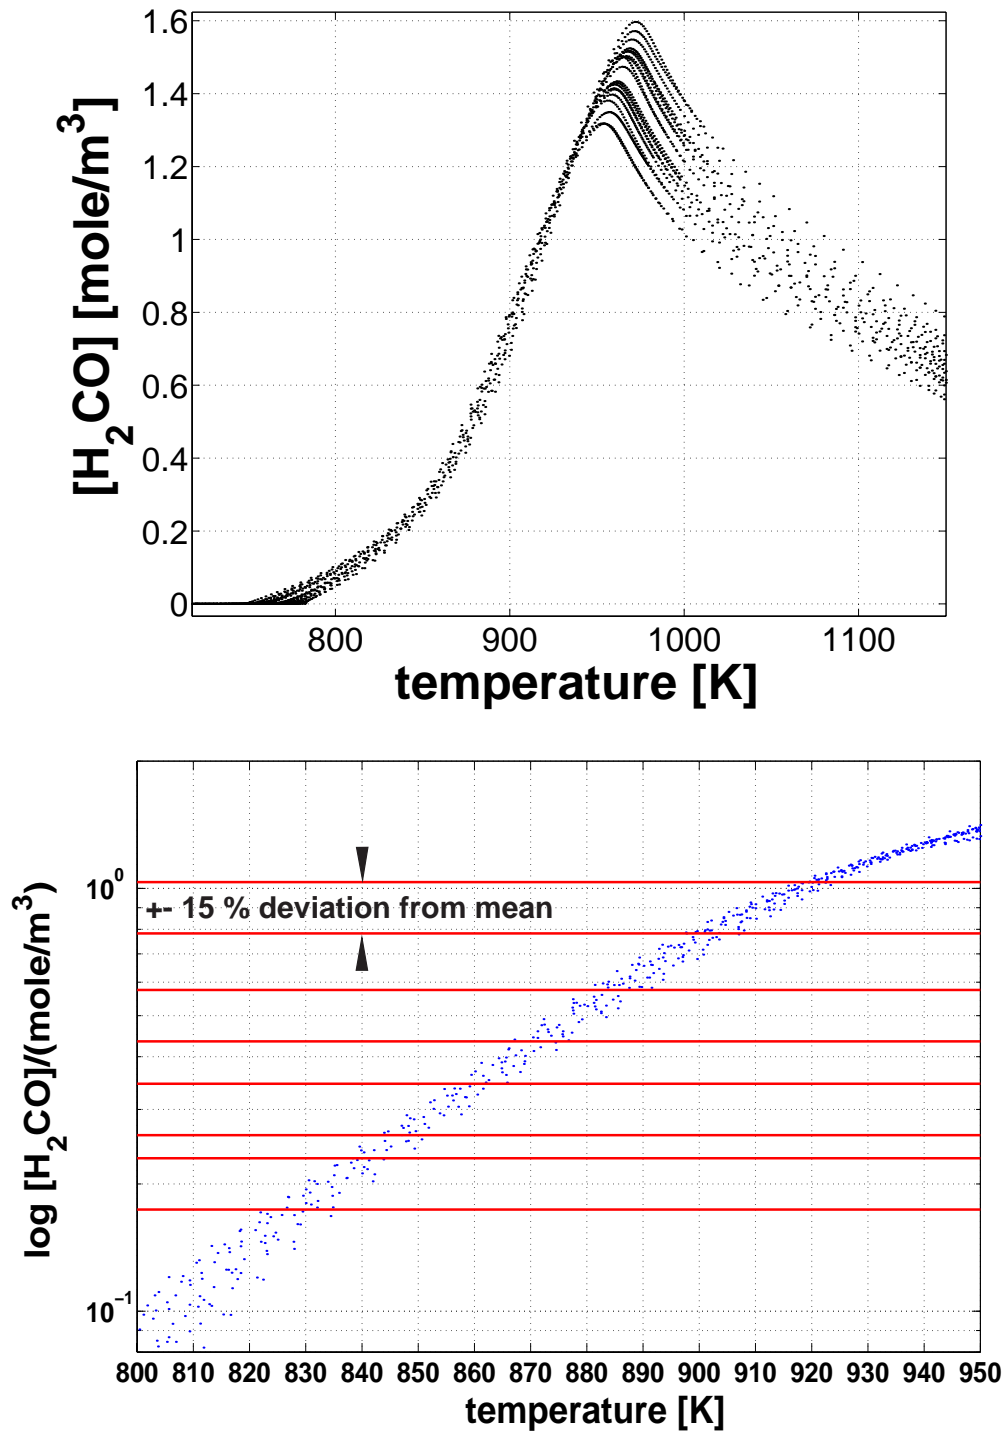 1.6
1.4
1.2
1
0.8
0.6
0.4
0.2
0
[H₂CO] [mole/m³]
800 900 1000 1100
temperature [K]
10⁰
+- 15 % deviation from mean
log [H₂CO]/(mole/m³)
10⁻¹
800 810 820 830 840 850 860 870 880 890 900 910 920 930 940 950
temperature [K]